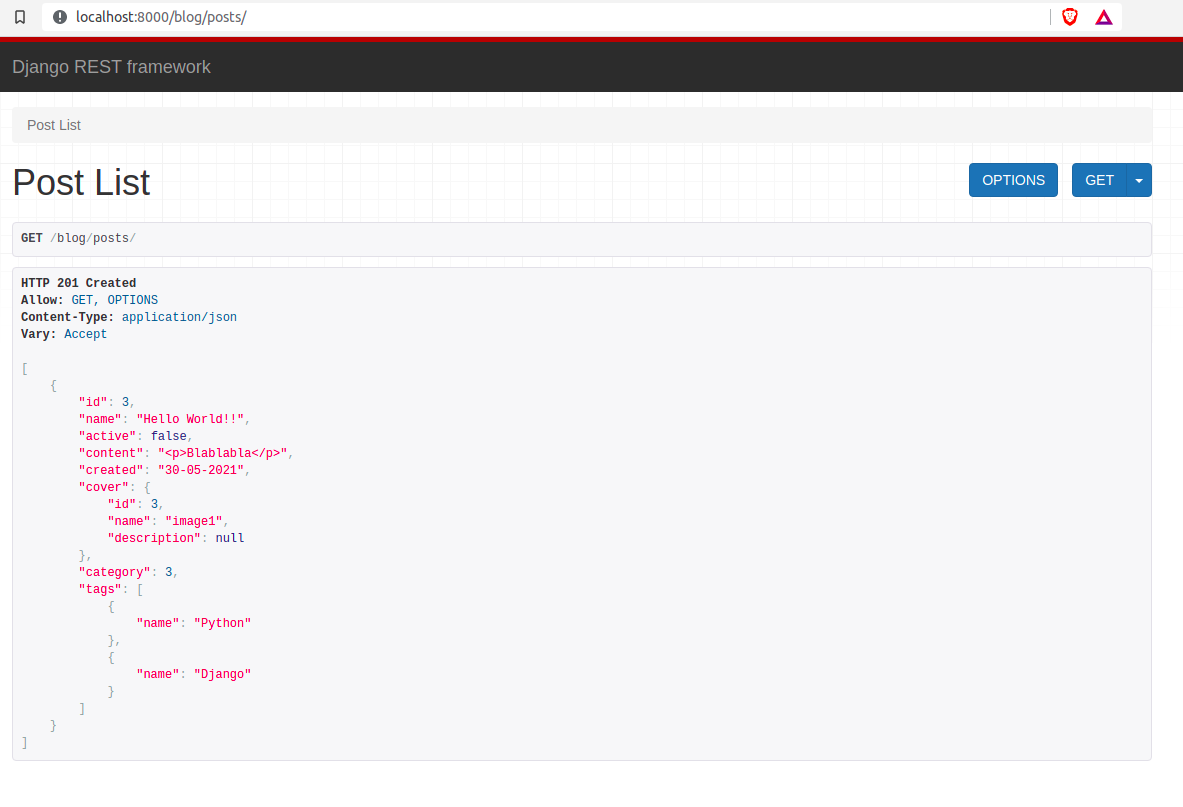 localhost:8000/blog/posts/
Django REST framework
Post List
Post List
OPTIONS
GET
GET /blog/posts/
HTTP 201 Created
Allow: GET, OPTIONS
Content-Type: application/json
Vary: Accept
[
    {
        "id": 3,
        "name": "Hello World!!",
        "active": false,
        "content": "<p>Blablabla</p>",
        "created": "30-05-2021",
        "cover": {
            "id": 3,
            "name": "image1",
            "description": null
        },
        "category": 3,
        "tags": [
            {
                "name": "Python"
            },
            {
                "name": "Django"
            }
        ]
    }
]